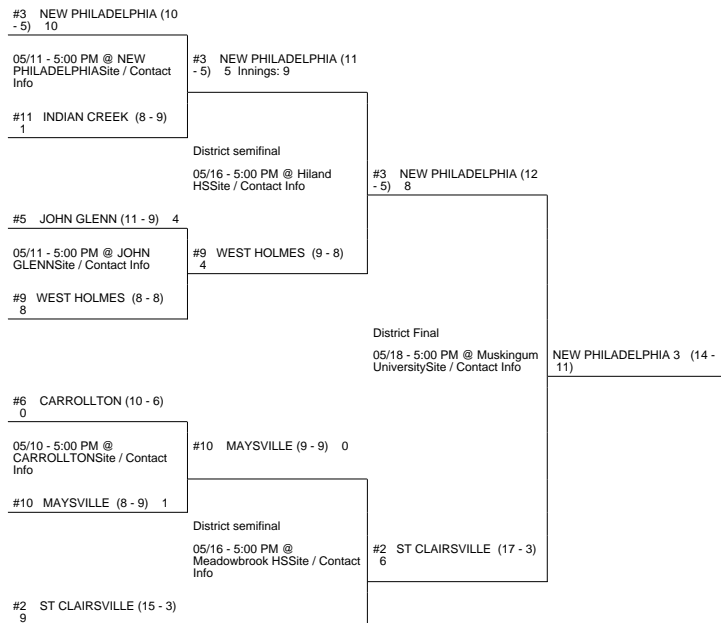 #3 NEW PHILADELPHIA (10
- 5) 10
05/11 - 5:00 PM @ NEW
PHILADELPHIASite / Contact
Info
#11 INDIAN CREEK (8 - 9)
1
#3 NEW PHILADELPHIA (11
- 5) 5 Innings: 9
District semifinal
05/16 - 5:00 PM @ Hiland
HSSite / Contact Info
#5 JOHN GLENN (11 - 9) 4
05/11 - 5:00 PM @ JOHN
GLENNSite / Contact Info
#9 WEST HOLMES (8 - 8)
8
#9 WEST HOLMES (9 - 8)
4
#3 NEW PHILADELPHIA (12
- 5) 8
District Final
05/18 - 5:00 PM @ Muskingum
UniversitySite / Contact Info
NEW PHILADELPHIA 3 (14 -
11)
#6 CARROLLTON (10 - 6)
0
05/10 - 5:00 PM @
CARROLLTONSite / Contact
Info
#10 MAYSVILLE (8 - 9) 1
#10 MAYSVILLE (9 - 9) 0
District semifinal
05/16 - 5:00 PM @
Meadowbrook HSSite / Contact
Info
#2 ST CLAIRSVILLE (17 - 3)
6
#2 ST CLAIRSVILLE (15 - 3)
9